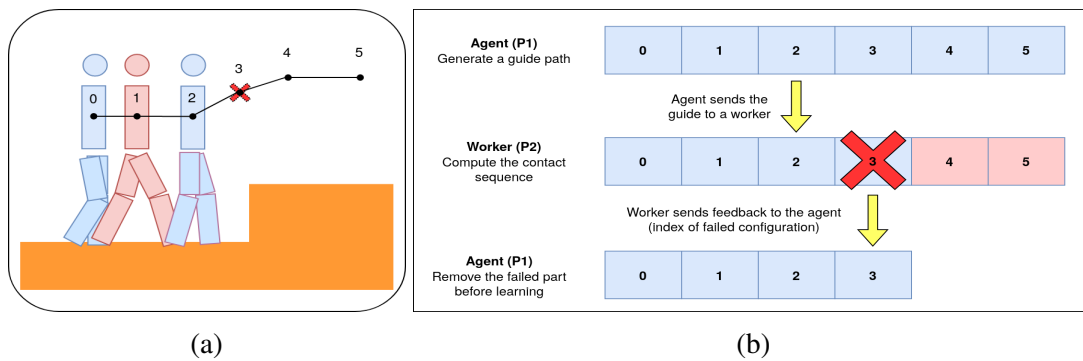 0
1
2
3
4
5
(a)
Agent (P1)
Generate a guide path
0 1 2 3 4 5
Agent sends the
guide to a worker
Worker (P2)
Compute the contact
sequence
0 1 2 3 4 5
Worker sends feedback to the agent
(index of failed configuration)
Agent (P1)
Remove the failed part
before learning
0 1 2 3
(b)